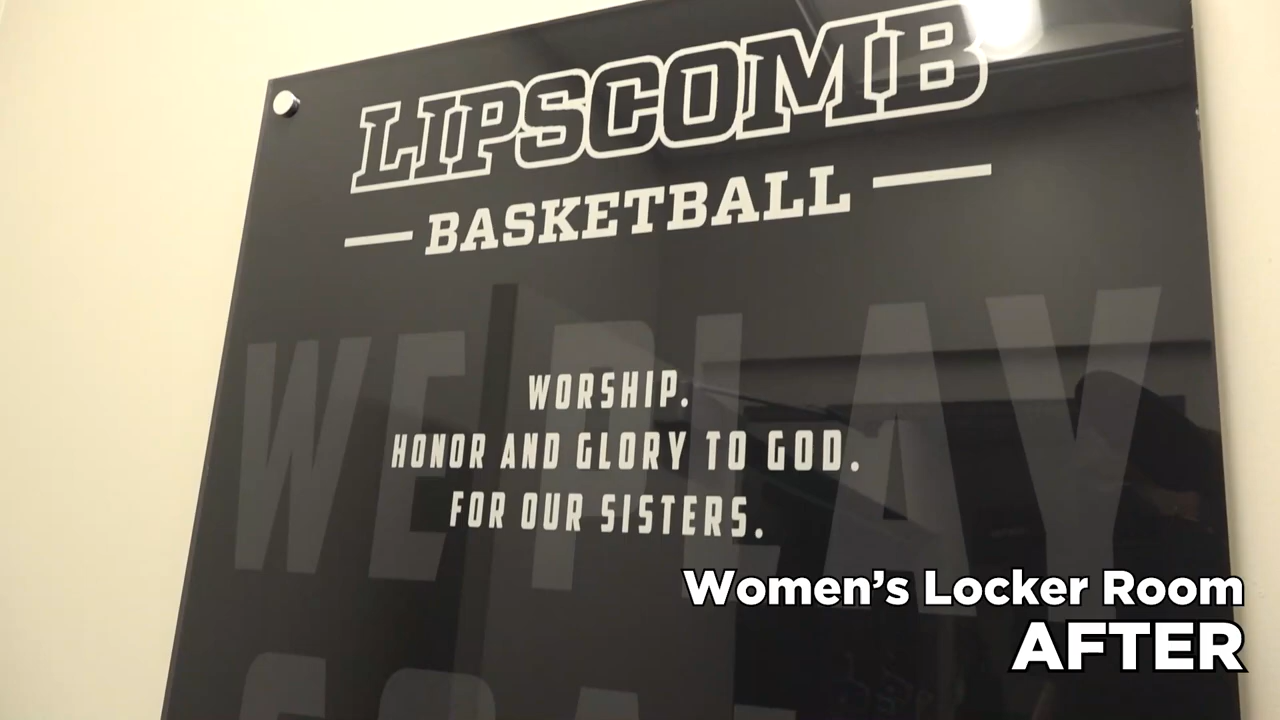 LIPSCOMB
BASKETBALL
WE PLAY
WORSHIP.
HONOR AND GLORY TO GOD.
FOR OUR SISTERS.
Women's Locker Room
AFTER